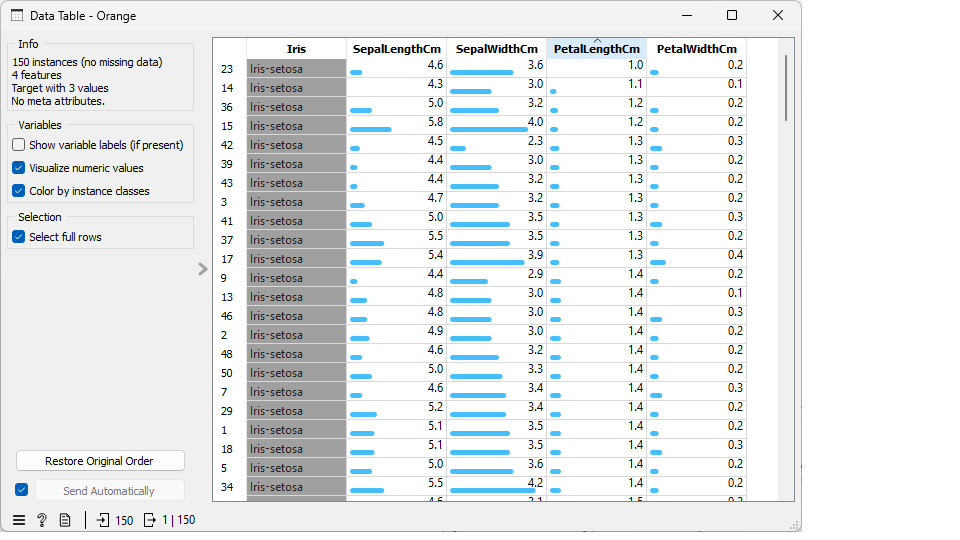 Data Table - Orange
Info
150 instances (no missing data)
4 features
Target with 3 values
No meta attributes.
Variables
Show variable labels (if present)
Visualize numeric values
Color by instance classes
Selection
Select full rows
Restore Original Order
Send Automatically
150 1 | 150
Iris SepalLengthCm SepalWidthCm PetalLengthCm PetalWidthCm
23 Iris-setosa 4.6 3.6 1.0 0.2
14 Iris-setosa 4.3 3.0 1.1 0.1
36 Iris-setosa 5.0 3.2 1.2 0.2
15 Iris-setosa 5.8 4.0 1.2 0.2
42 Iris-setosa 4.5 2.3 1.3 0.3
39 Iris-setosa 4.4 3.0 1.3 0.2
43 Iris-setosa 4.4 3.2 1.3 0.2
3 Iris-setosa 4.7 3.2 1.3 0.2
41 Iris-setosa 5.0 3.5 1.3 0.3
37 Iris-setosa 5.5 3.5 1.3 0.2
17 Iris-setosa 5.4 3.9 1.3 0.4
9 Iris-setosa 4.4 2.9 1.4 0.2
13 Iris-setosa 4.8 3.0 1.4 0.1
46 Iris-setosa 4.8 3.0 1.4 0.3
2 Iris-setosa 4.9 3.0 1.4 0.2
48 Iris-setosa 4.6 3.2 1.4 0.2
50 Iris-setosa 5.0 3.3 1.4 0.2
7 Iris-setosa 4.6 3.4 1.4 0.3
29 Iris-setosa 5.2 3.4 1.4 0.2
1 Iris-setosa 5.1 3.5 1.4 0.2
18 Iris-setosa 5.1 3.5 1.4 0.3
5 Iris-setosa 5.0 3.6 1.4 0.2
34 Iris-setosa 5.5 4.2 1.4 0.2